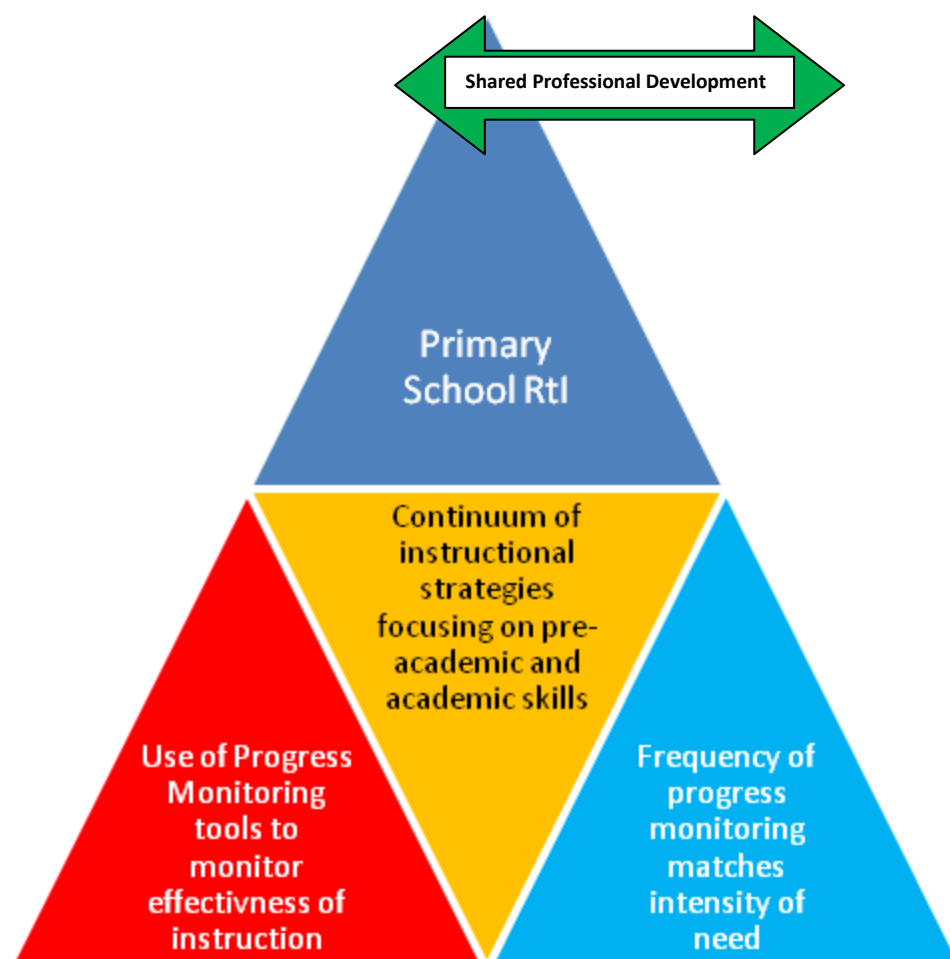 Shared Professional Development
Primary
School RtI
Continuum of
instructional
strategies
focusing on pre-
academic and
academic skills
Use of Progress
Monitoring
tools to
monitor
effectivness of
instruction
Frequency of
progress
monitoring
matches
intensity of
need